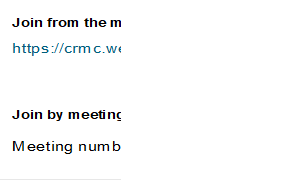 Join from the m
https://crmc.we
Join by meeting
Meeting numb